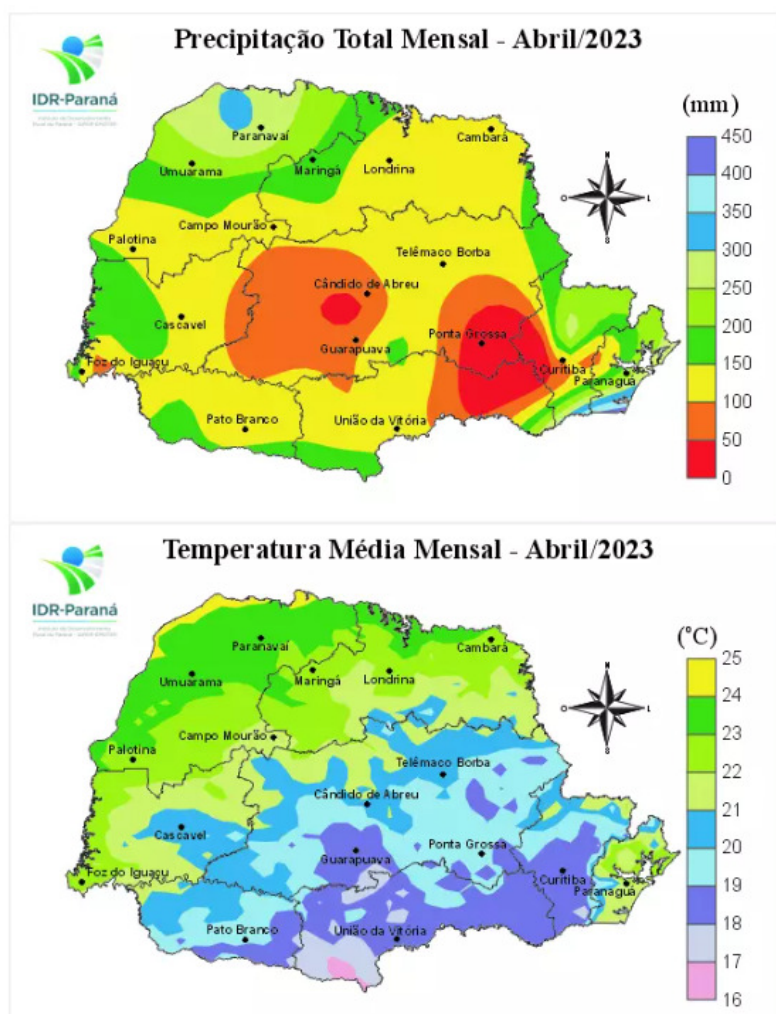 Precipitação Total Mensal - Abril/2023
IDR-Paraná
(mm)
Paranavaí
Cambará
Umuarama
Maringá
Londrina
Campo Mourão
Palotina
Telêmaco Borba
Cândido de Abreu
Cascavel
Ponta Grossa
Guarapuava
Foz do Iguaçu
Curitiba
Paranaguá
Pato Branco
União da Vitória
N
O
L
S
450
400
350
300
250
200
150
100
50
0
Temperatura Média Mensal - Abril/2023
IDR-Paraná
(°C)
Paranavaí
Cambará
Umuarama
Maringá
Londrina
Campo Mourão
Palotina
Telêmaco Borba
Cândido de Abreu
Cascavel
Ponta Grossa
Guarapuava
Foz do Iguaçu
Curitiba
Paranaguá
Pato Branco
União da Vitória
N
O
L
S
25
24
23
22
21
20
19
18
17
16